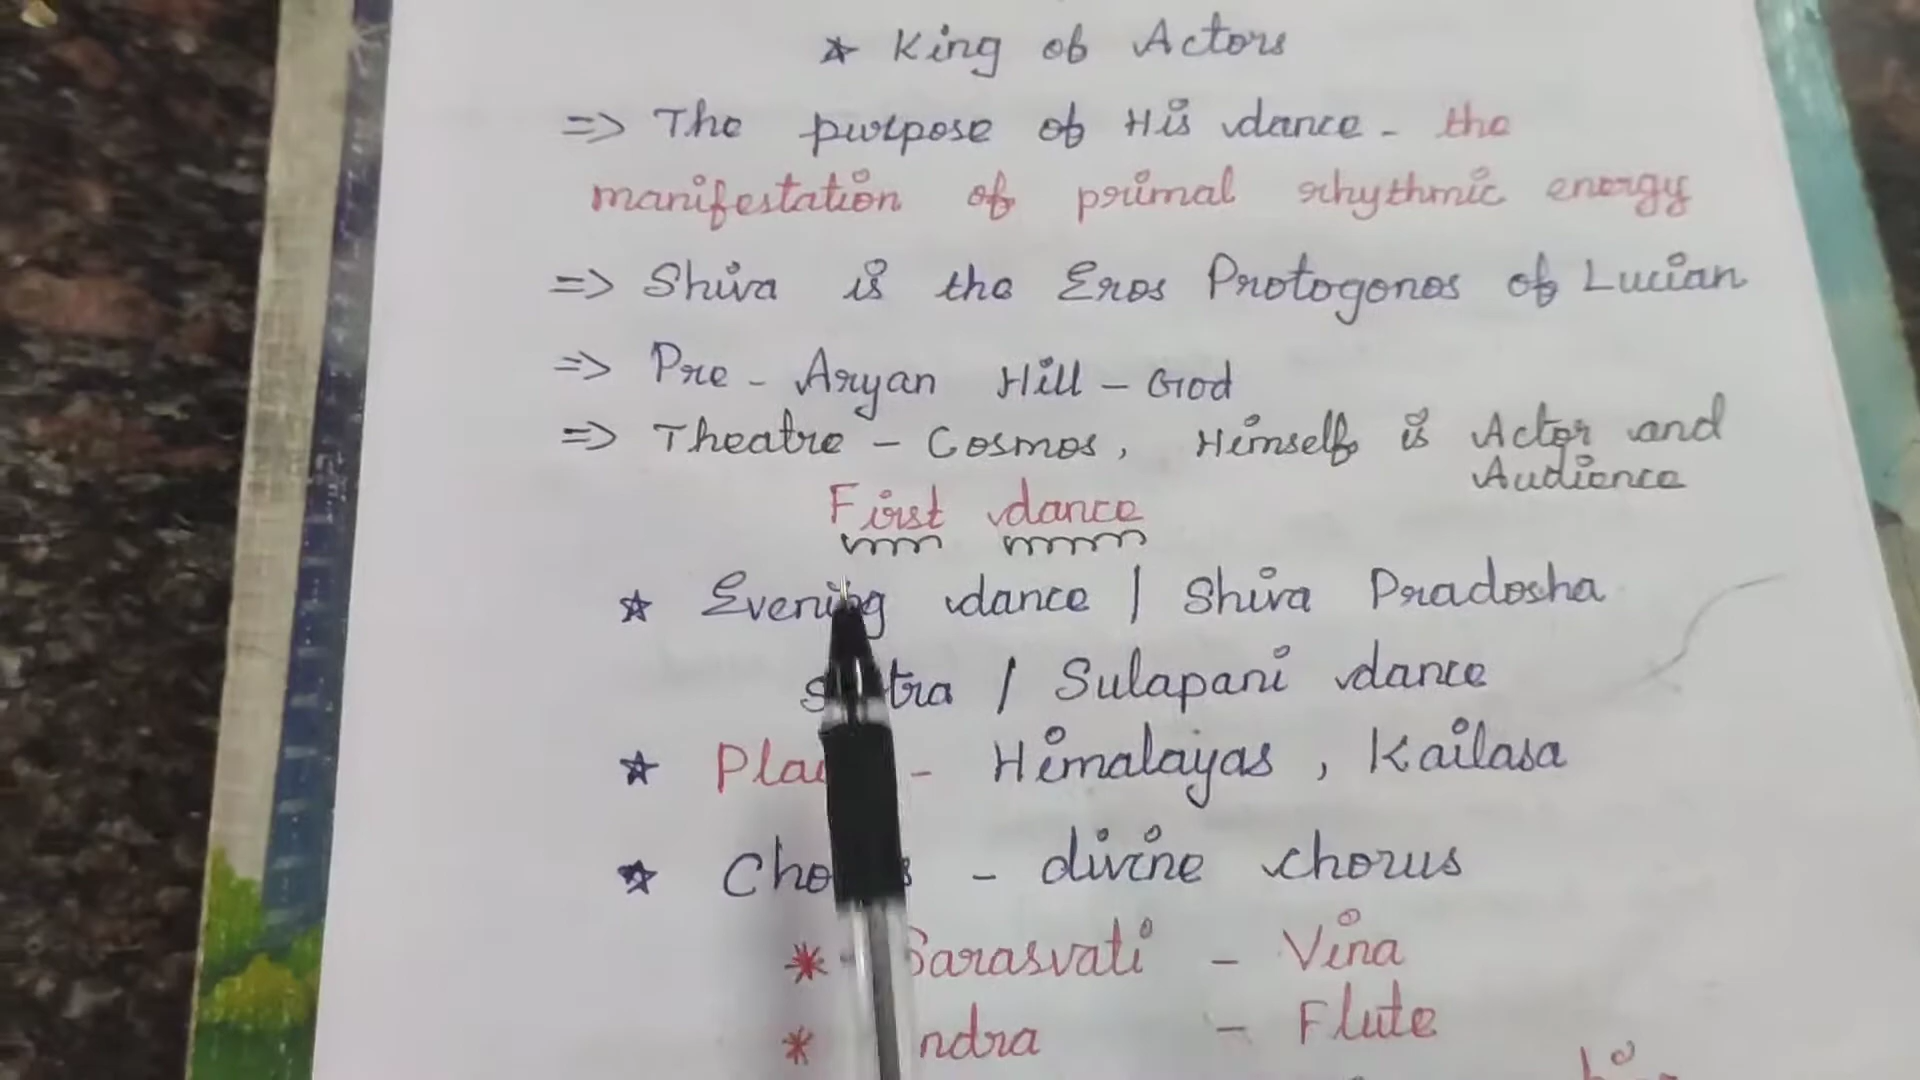 ☆ King of Actors
=> The purpose of His dance - the
manifestation of primal rhythmic energy
=> Shiva is the Eros Protogonos of Lucian
=> Pre - Aryan Hill - God
=> Theatre - Cosmos, Himself is Actor and
Audience
First dance
☆ Evening dance / Shiva Pradosha
/ Sulapani dance
☆ - Himalayas, Kailasa
☆ - divine chorus
* Sarasvati - Vina
* - Flute